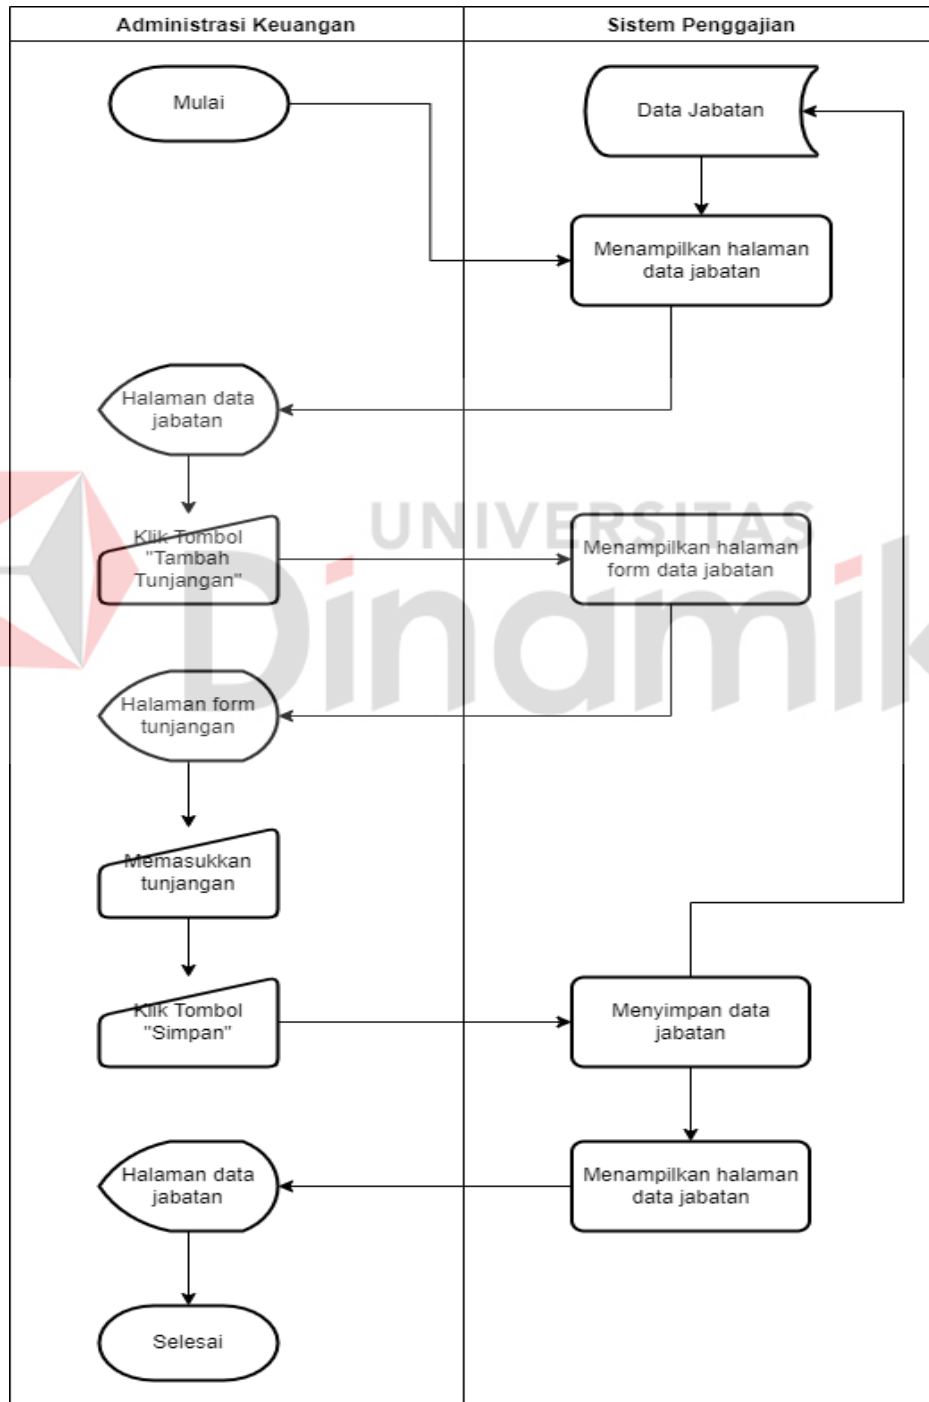 Administrasi Keuangan
Sistem Penggajian
Mulai
Data Jabatan
Menampilkan halaman
data jabatan
Halaman data
jabatan
Klik Tombol
"Tambah
Tunjangan"
Menampilkan halaman
form data jabatan
UNIVERSITAS
Dinamik
Halaman form
tunjangan
Memasukkan
tunjangan
Klik Tombol
"Simpan"
Menyimpan data
jabatan
Halaman data
jabatan
Menampilkan halaman
data jabatan
Selesai